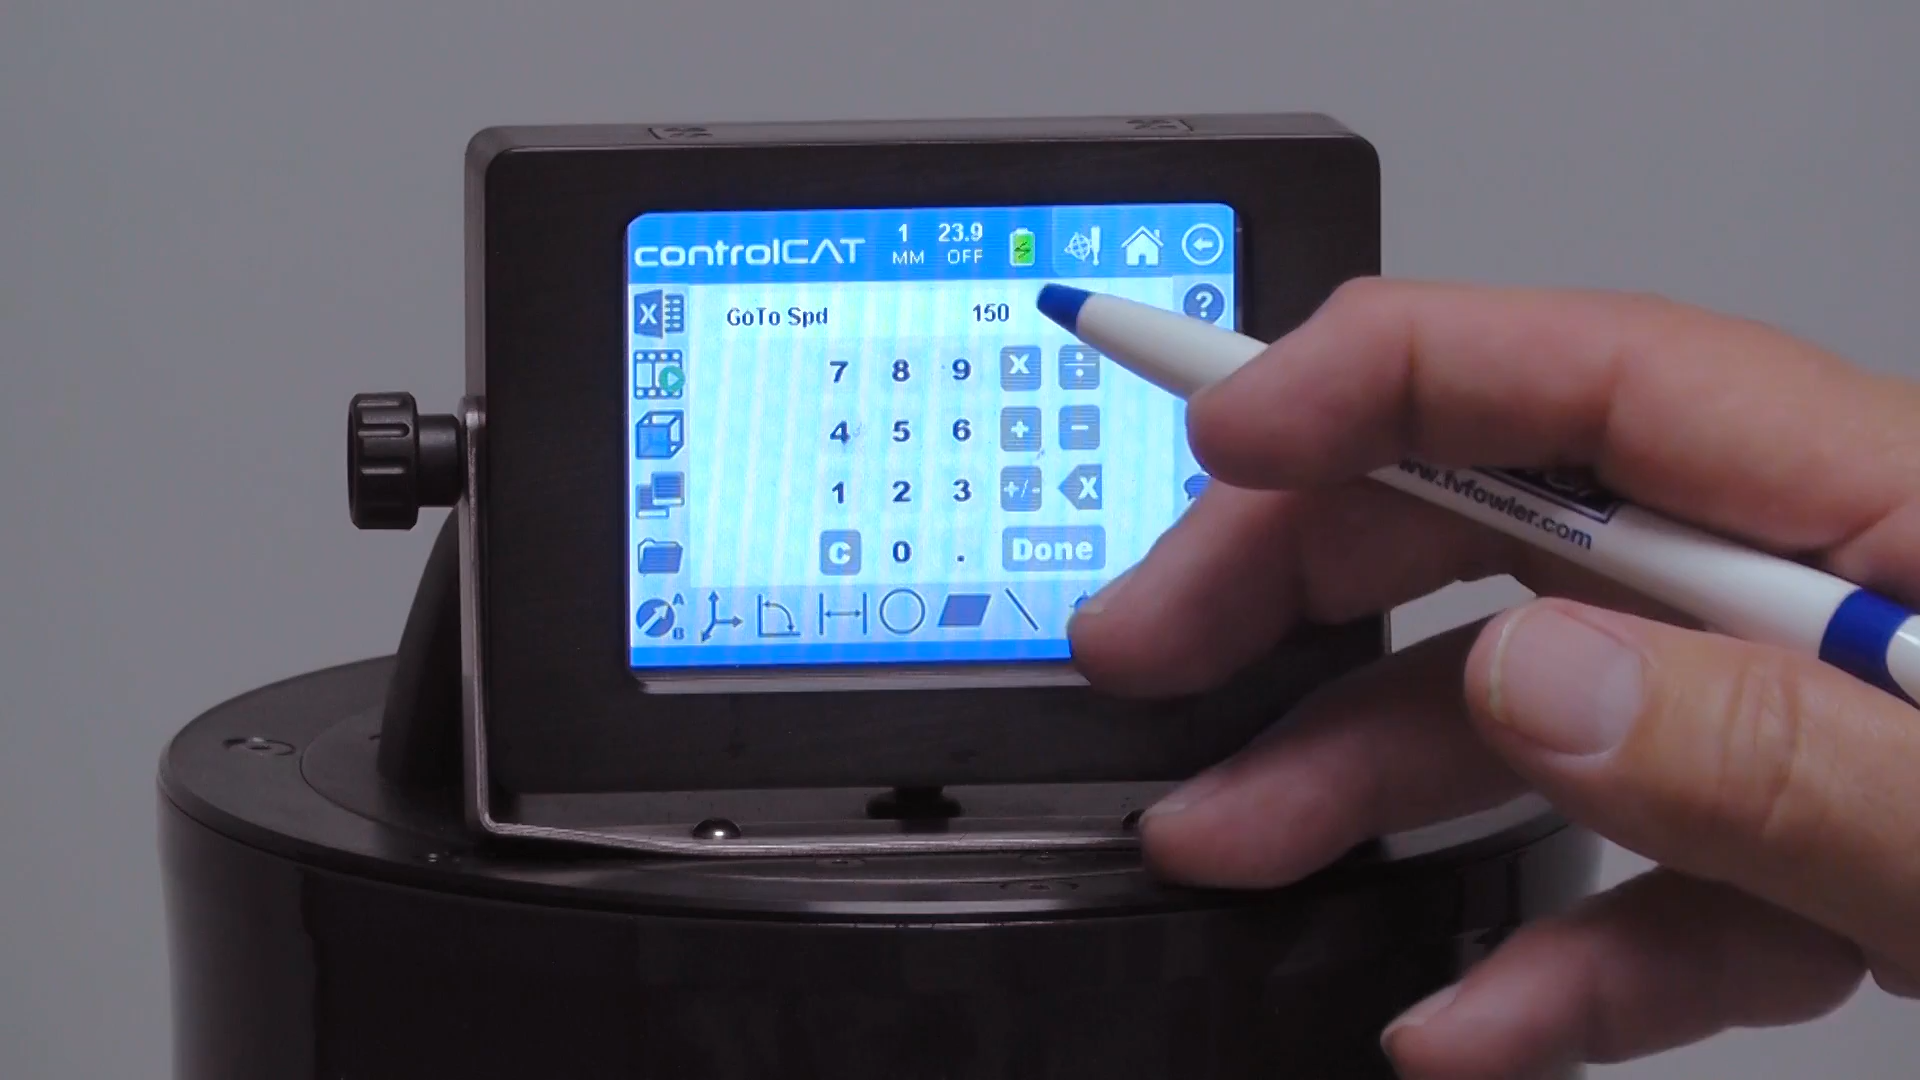 controlCAT 1 23.9
MM OFF
GoTo Spd 150
7 8 9 x ÷
4 5 6 + -
1 2 3 +/- X
C 0 . Done
X
?
A
B
www.fvfowler.com